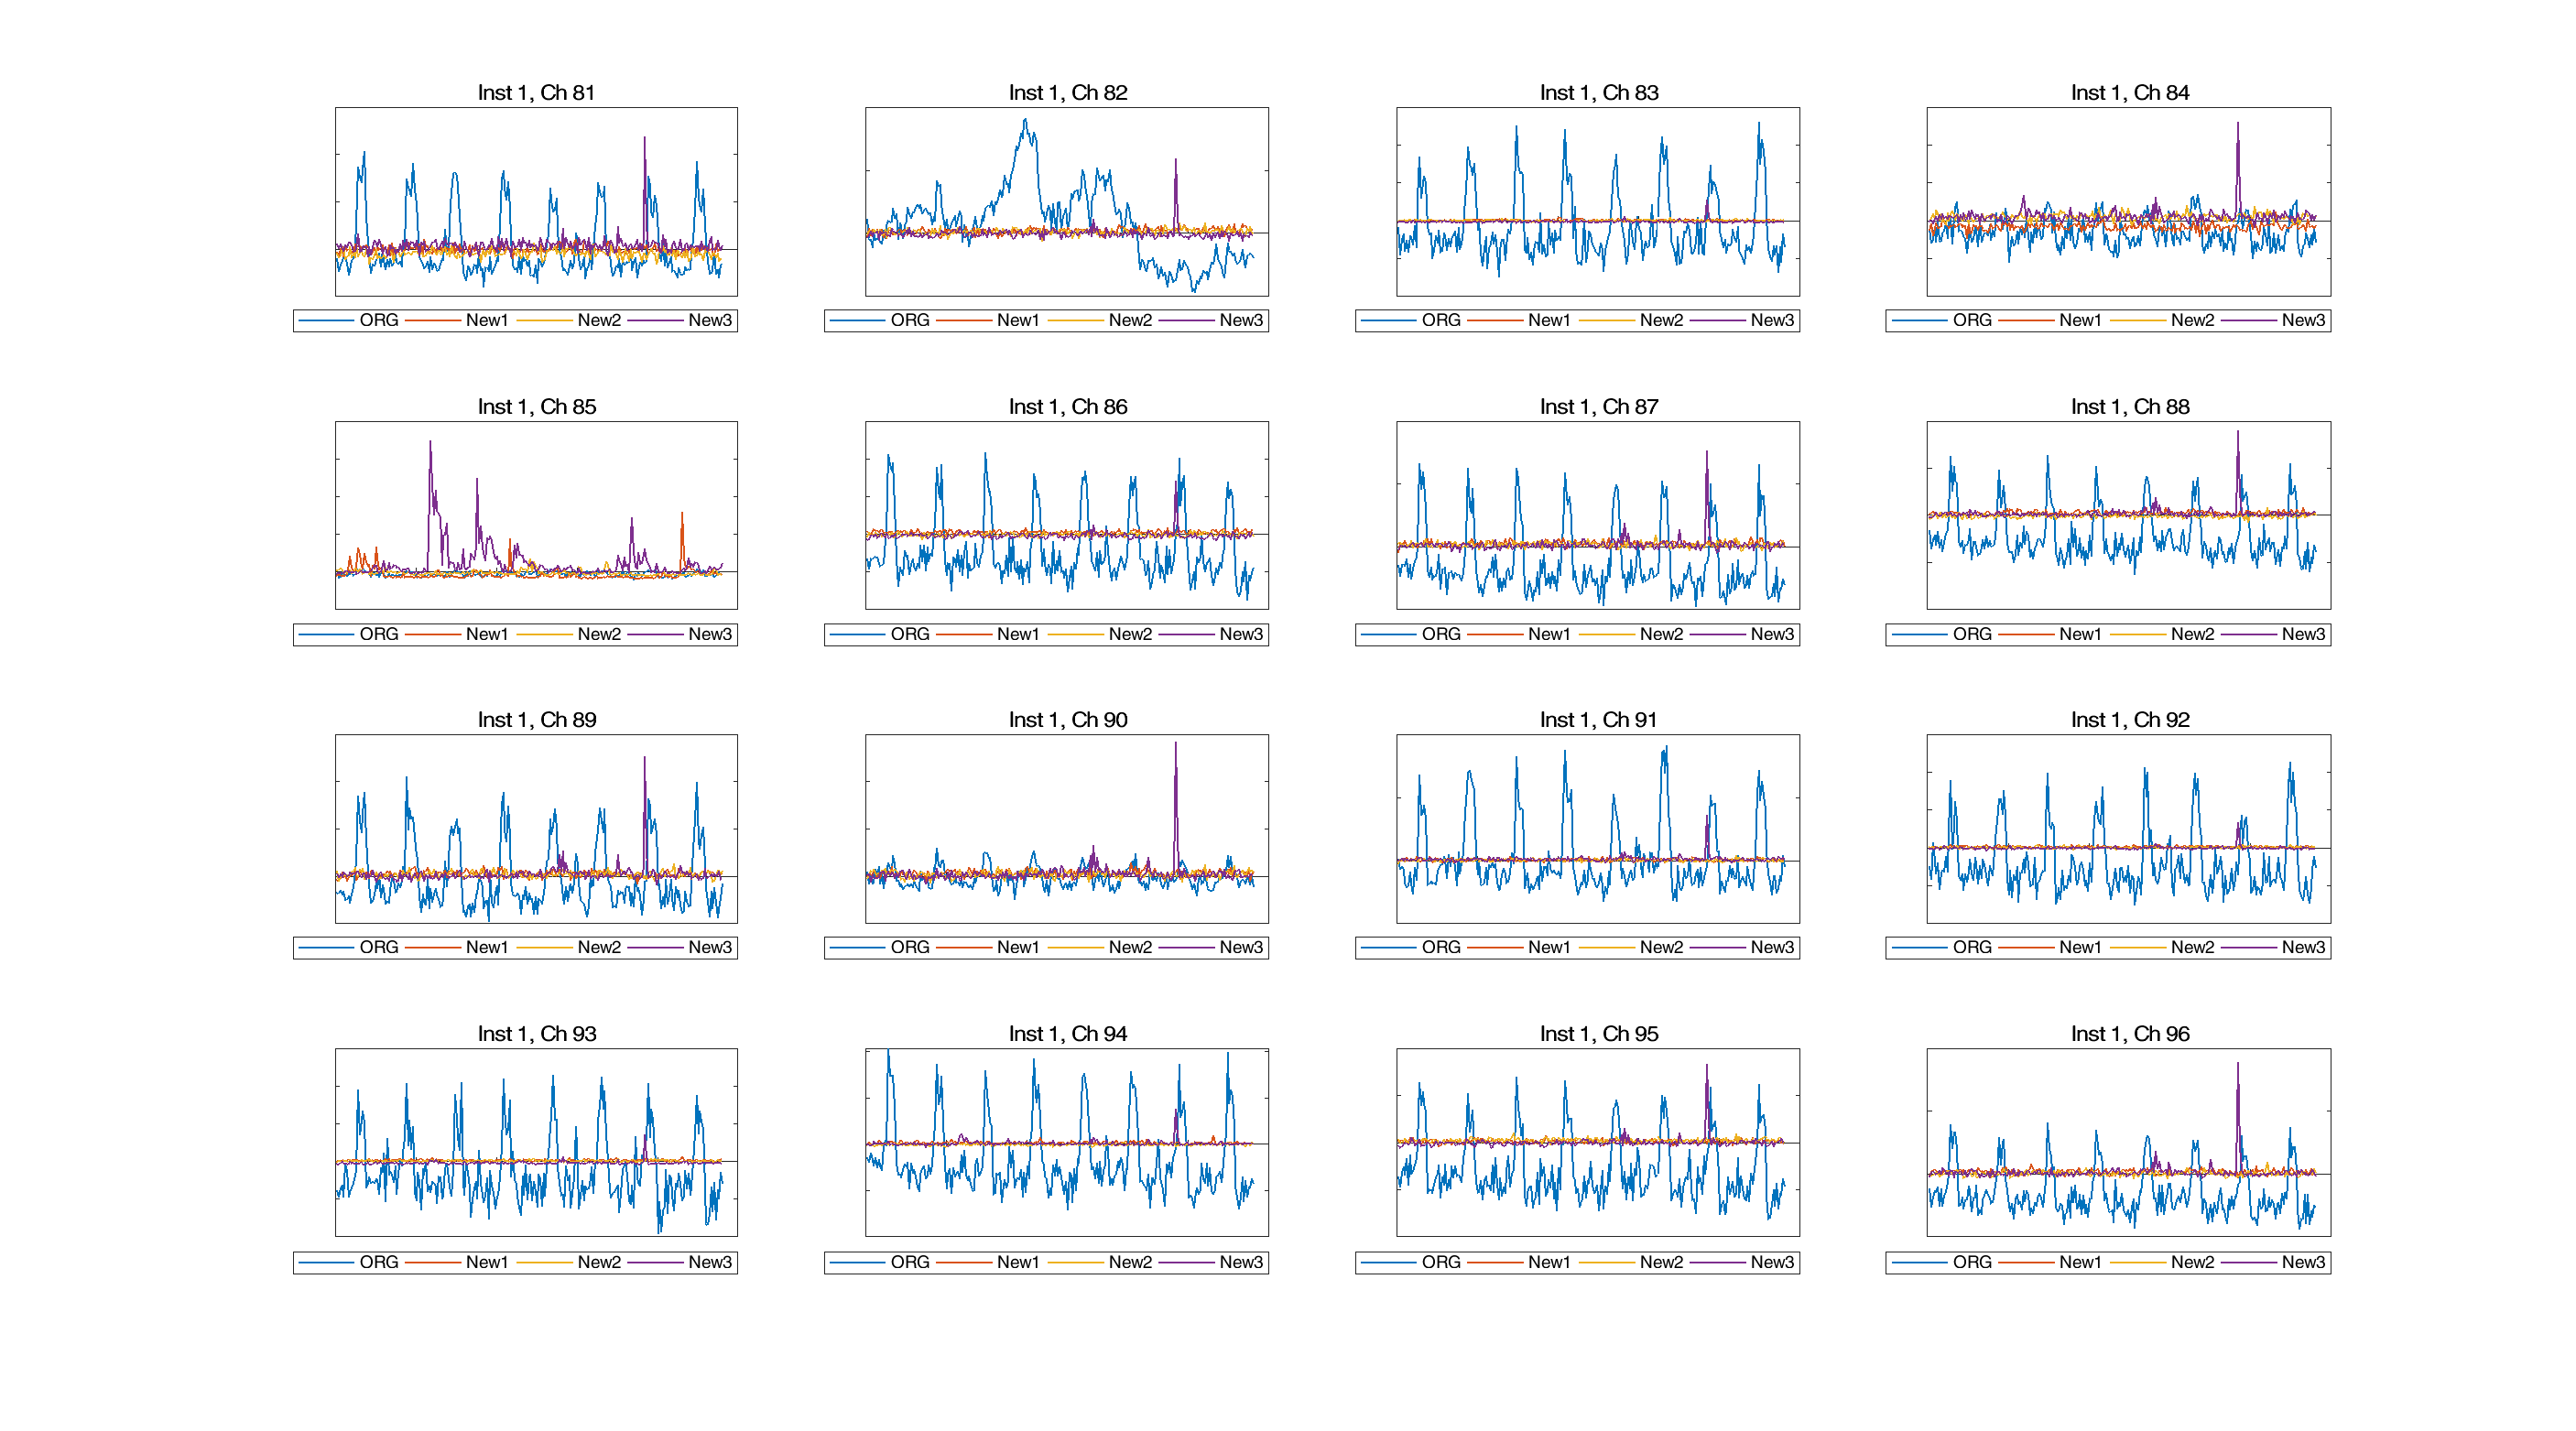 Inst 1, Ch 81 Inst 1, Ch 82 Inst 1, Ch 83 Inst 1, Ch 84
ORG New1 New2 New3 ORG New1 New2 New3 ORG New1 New2 New3 ORG New1 New2 New3
Inst 1, Ch 85 Inst 1, Ch 86 Inst 1, Ch 87 Inst 1, Ch 88
ORG New1 New2 New3 ORG New1 New2 New3 ORG New1 New2 New3 ORG New1 New2 New3
Inst 1, Ch 89 Inst 1, Ch 90 Inst 1, Ch 91 Inst 1, Ch 92
ORG New1 New2 New3 ORG New1 New2 New3 ORG New1 New2 New3 ORG New1 New2 New3
Inst 1, Ch 93 Inst 1, Ch 94 Inst 1, Ch 95 Inst 1, Ch 96
ORG New1 New2 New3 ORG New1 New2 New3 ORG New1 New2 New3 ORG New1 New2 New3